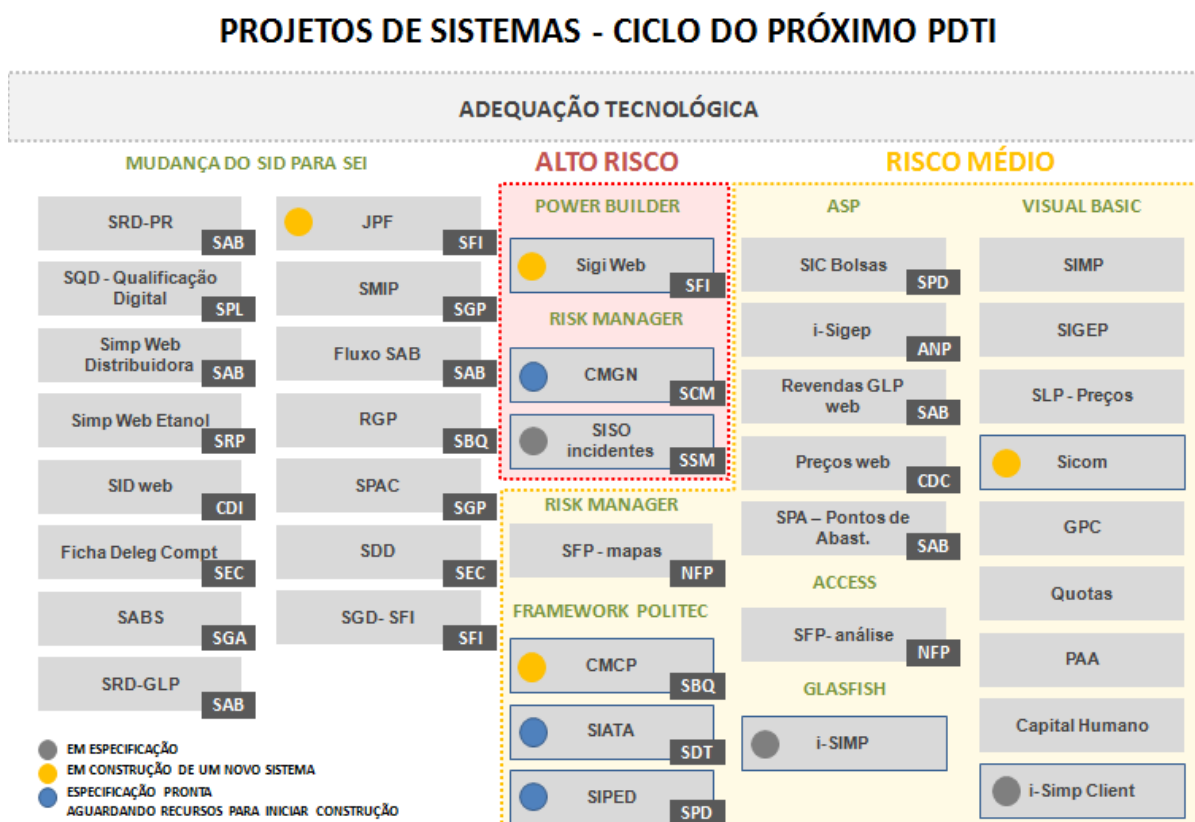 PROJETOS DE SISTEMAS - CICLO DO PRÓXIMO PDTI
ADEQUAÇÃO TECNOLÓGICA
MUDANÇA DO SID PARA SEI
SRD-PR
SAB
SQD - Qualificação
Digital
SPL
Simp Web
Distribuidora
SAB
Simp Web Etanol
SRP
SID web
CDI
Ficha Deleg Compt
SEC
SABS
SGA
SRD-GLP
SAB
JPF
SFI
SMIP
SGP
Fluxo SAB
SAB
RGP
SBQ
SPAC
SGP
SDD
SEC
SGD- SFI
SFI
ALTO RISCO
POWER BUILDER
Sigi Web
SFI
RISK MANAGER
CMGN
SCM
SISO
incidentes
SSM
RISK MANAGER
SFP - mapas
NFP
FRAMEWORK POLITEC
CMCP
SBQ
SIATA
SDT
SIPED
SPD
RISCO MÉDIO
ASP
SIC Bolsas
SPD
i- Sigep
ANP
Revendas GLP
web
SAB
Preços web
CDC
SPA – Pontos de
Abast.
SAB
ACCESS
SFP- análise
NFP
GLASFISH
i-SIMP
VISUAL BASIC
SIMP
SIGEP
SLP - Preços
Sicom
GPC
Quotas
PAA
Capital Humano
i-Simp Client
EM ESPECIFICAÇÃO
EM CONSTRUÇÃO DE UM NOVO SISTEMA
ESPECIFICAÇÃO PRONTA
AGUARDANDO RECURSOS PARA INICIAR CONSTRUÇÃO